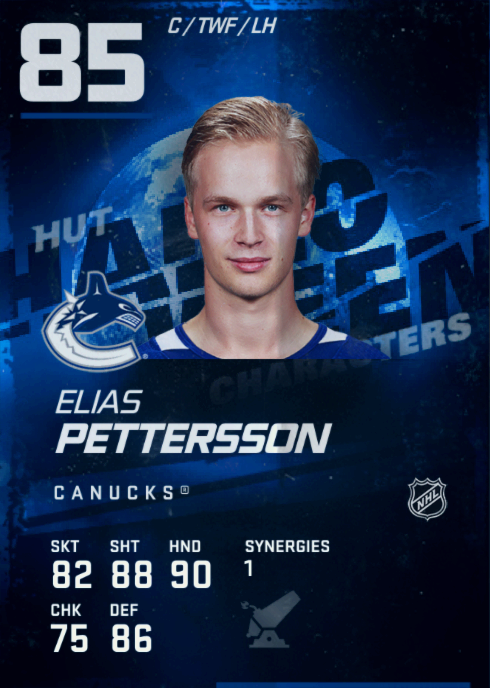 85
C / TWF / LH
HUT
CHARACTERS
ELIAS
PETTERSSON
CANUCKS®
NHL
SKT SHT HND SYNERGIES
82 88 90 1
CHK DEF
75 86